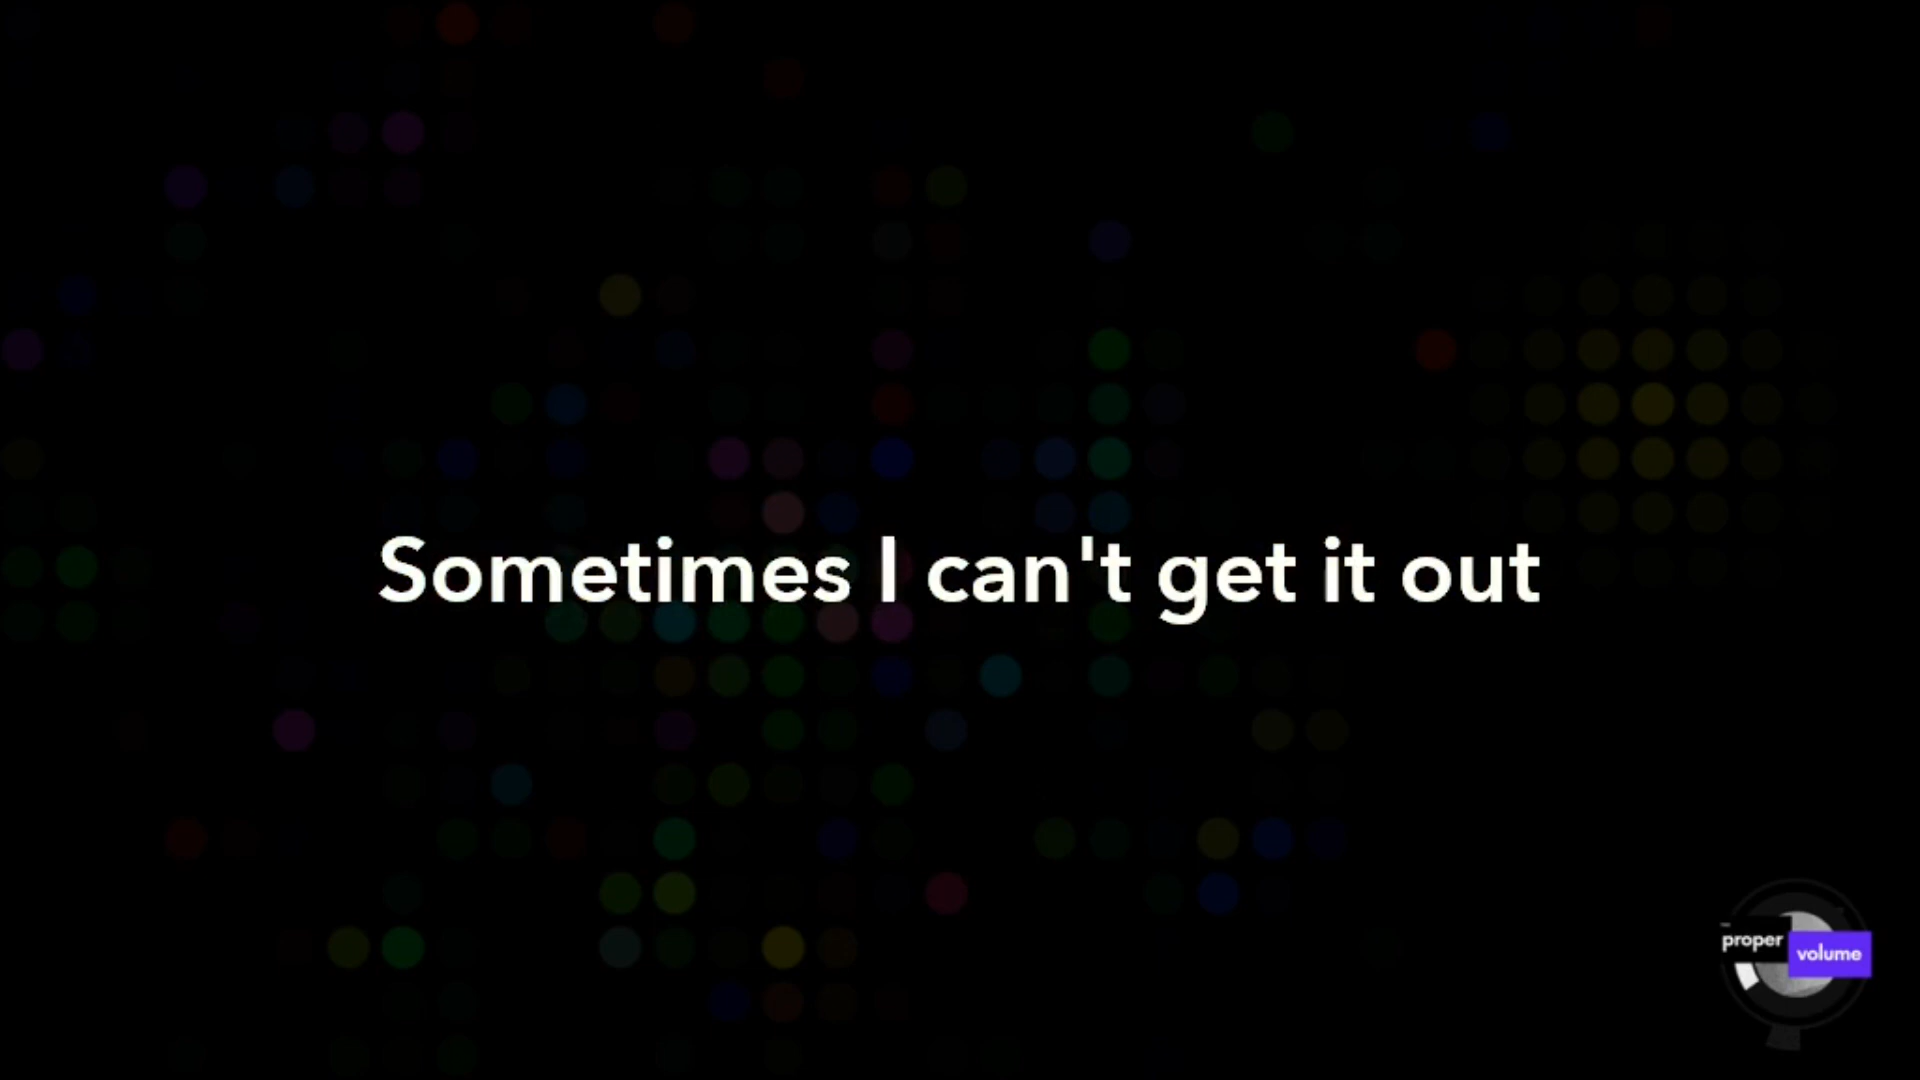 Sometimes I can't get it out
proper
volume